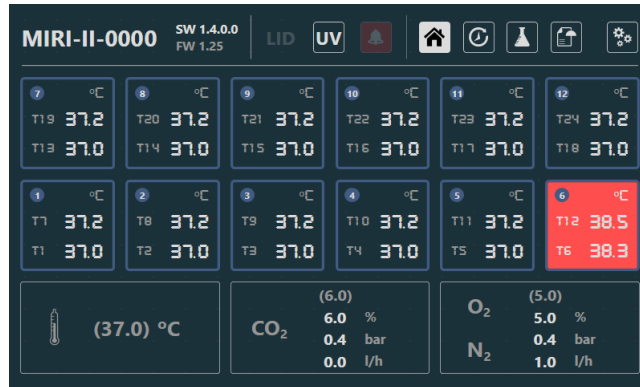 MIRI-II-0000 SW 1.4.0.0 LID UV
FW 1.25
7 °C 8 °C 9 °C 10 °C 11 °C 12 °C
T19 37.2 T20 37.2 T21 37.2 T22 37.2 T23 37.2 T24 37.2
T13 37.0 T14 37.0 T15 37.0 T16 37.0 T17 37.0 T18 37.0
1 °C 2 °C 3 °C 4 °C 5 °C 6 °C
T7 37.2 T8 37.2 T9 37.2 T10 37.2 T11 37.2 T12 38.5
T1 37.0 T2 37.0 T3 37.0 T4 37.0 T5 37.0 T6 38.3
(37.0) °C
CO₂
(6.0)
6.0 %
0.4 bar
0.0 l/h
O₂
N₂
(5.0)
5.0 %
0.4 bar
1.0 l/h